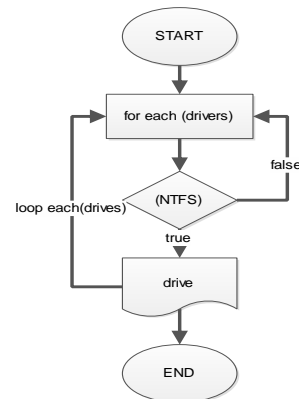 START
for each (drivers)
false
(NTFS)
loop each(drives)
true
drive
END